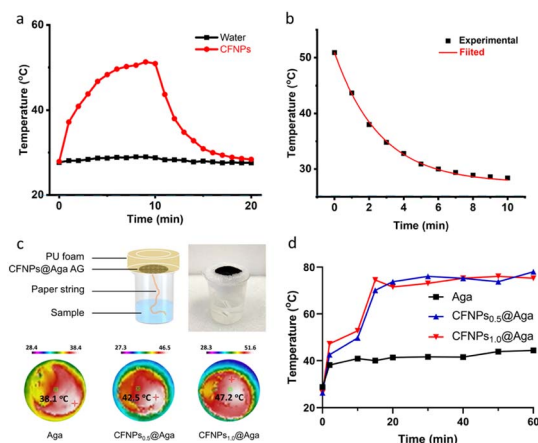 a
Water
CFNPs
Temperature (°C)
60
40
20
0 5 10 15 20
Time (min)
b
Experimental
Fiited
Temperature (°C)
50
40
30
0 2 4 6 8 10
Time (min)
c
PU foam
CFNPs@Aga AG
Paper string
Sample
28.4 38.4
27.3 46.5
28.3 51.6
38.1 °C
42.5 °C
47.2 °C
Aga
CFNPs0.5@Aga
CFNPs1.0@Aga
d
Aga
CFNPs0.5@Aga
CFNPs1.0@Aga
Temperature (°C)
80
60
40
20
0 20 40 60
Time (min)